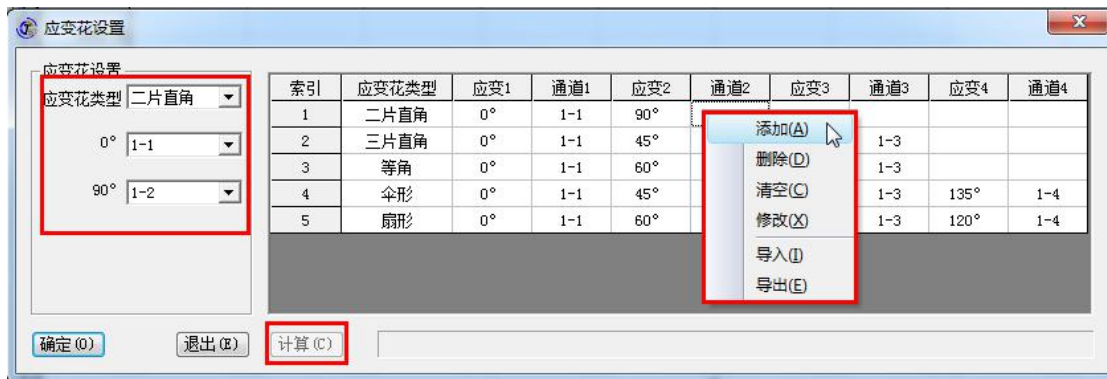 应变花设置
应变花设置
应变花类型 二片直角
0° 1-1
90° 1-2
索引 应变花类型 应变1 通道1 应变2 通道2 应变3 通道3 应变4 通道4
1 二片直角 0° 1-1 90°
2 三片直角 0° 1-1 45° 1-3
3 等角 0° 1-1 60° 1-3
4 伞形 0° 1-1 45° 1-3 135° 1-4
5 扇形 0° 1-1 60° 1-3 120° 1-4
添加(A)
删除(D)
清空(C)
修改(X)
导入(I)
导出(E)
确定(O) 退出(E) 计算(C)